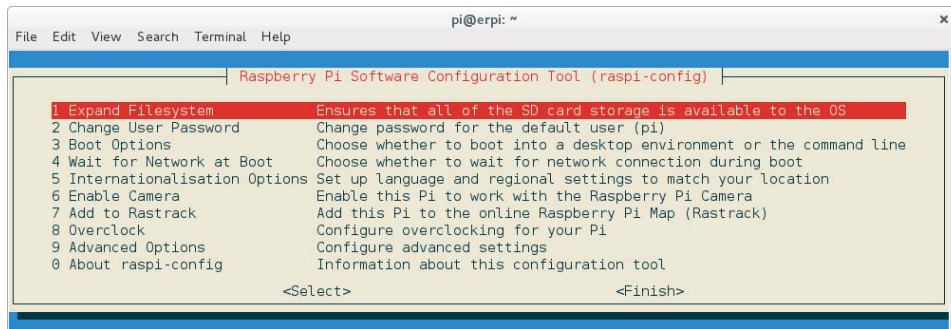 pi@erpi: ~
×
File Edit View Search Terminal Help
Raspberry Pi Software Configuration Tool (raspi-config)
1 Expand Filesystem Ensures that all of the SD card storage is available to the OS
2 Change User Password Change password for the default user (pi)
3 Boot Options Choose whether to boot into a desktop environment or the command line
4 Wait for Network at Boot Choose whether to wait for network connection during boot
5 Internationalisation Options Set up language and regional settings to match your location
6 Enable Camera Enable this Pi to work with the Raspberry Pi Camera
7 Add to Rastrack Add this Pi to the online Raspberry Pi Map (Rastrack)
8 Overclock Configure overclocking for your Pi
9 Advanced Options Configure advanced settings
0 About raspi-config Information about this configuration tool
<Select> <Finish>